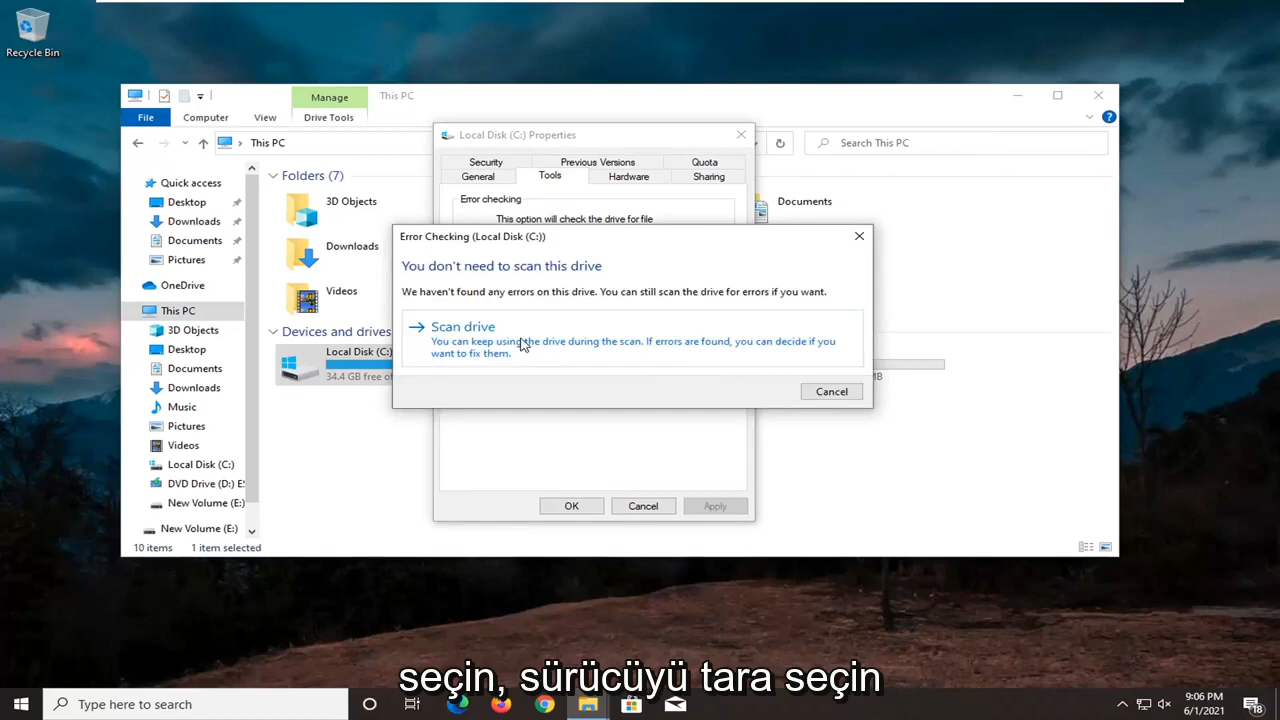 Recycle Bin
Manage
This PC
File
Computer
View
Drive Tools
This PC
Search This PC
Quick access
Desktop
Downloads
Documents
Pictures
OneDrive
This PC
3D Objects
Desktop
Documents
Downloads
Music
Pictures
Videos
Local Disk (C:)
DVD Drive (D:) ES
New Volume (E:)
New Volume (E:)
Folders (7)
3D Objects
Downloads
Videos
Documents
Devices and drives
Local Disk (C:)
34.4 GB free of
MB
10 items
1 item selected
Local Disk (C:) Properties
Security
Previous Versions
Quota
General
Tools
Hardware
Sharing
Error checking
This option will check the drive for file
Error Checking (Local Disk (C:))
You don't need to scan this drive
We haven't found any errors on this drive. You can still scan the drive for errors if you want.
Scan drive
You can keep using the drive during the scan. If errors are found, you can decide if you
want to fix them.
Cancel
OK
Cancel
Apply
seçin, sürücüyü tara seçin
Type here to search
9:06 PM
6/1/2021
18